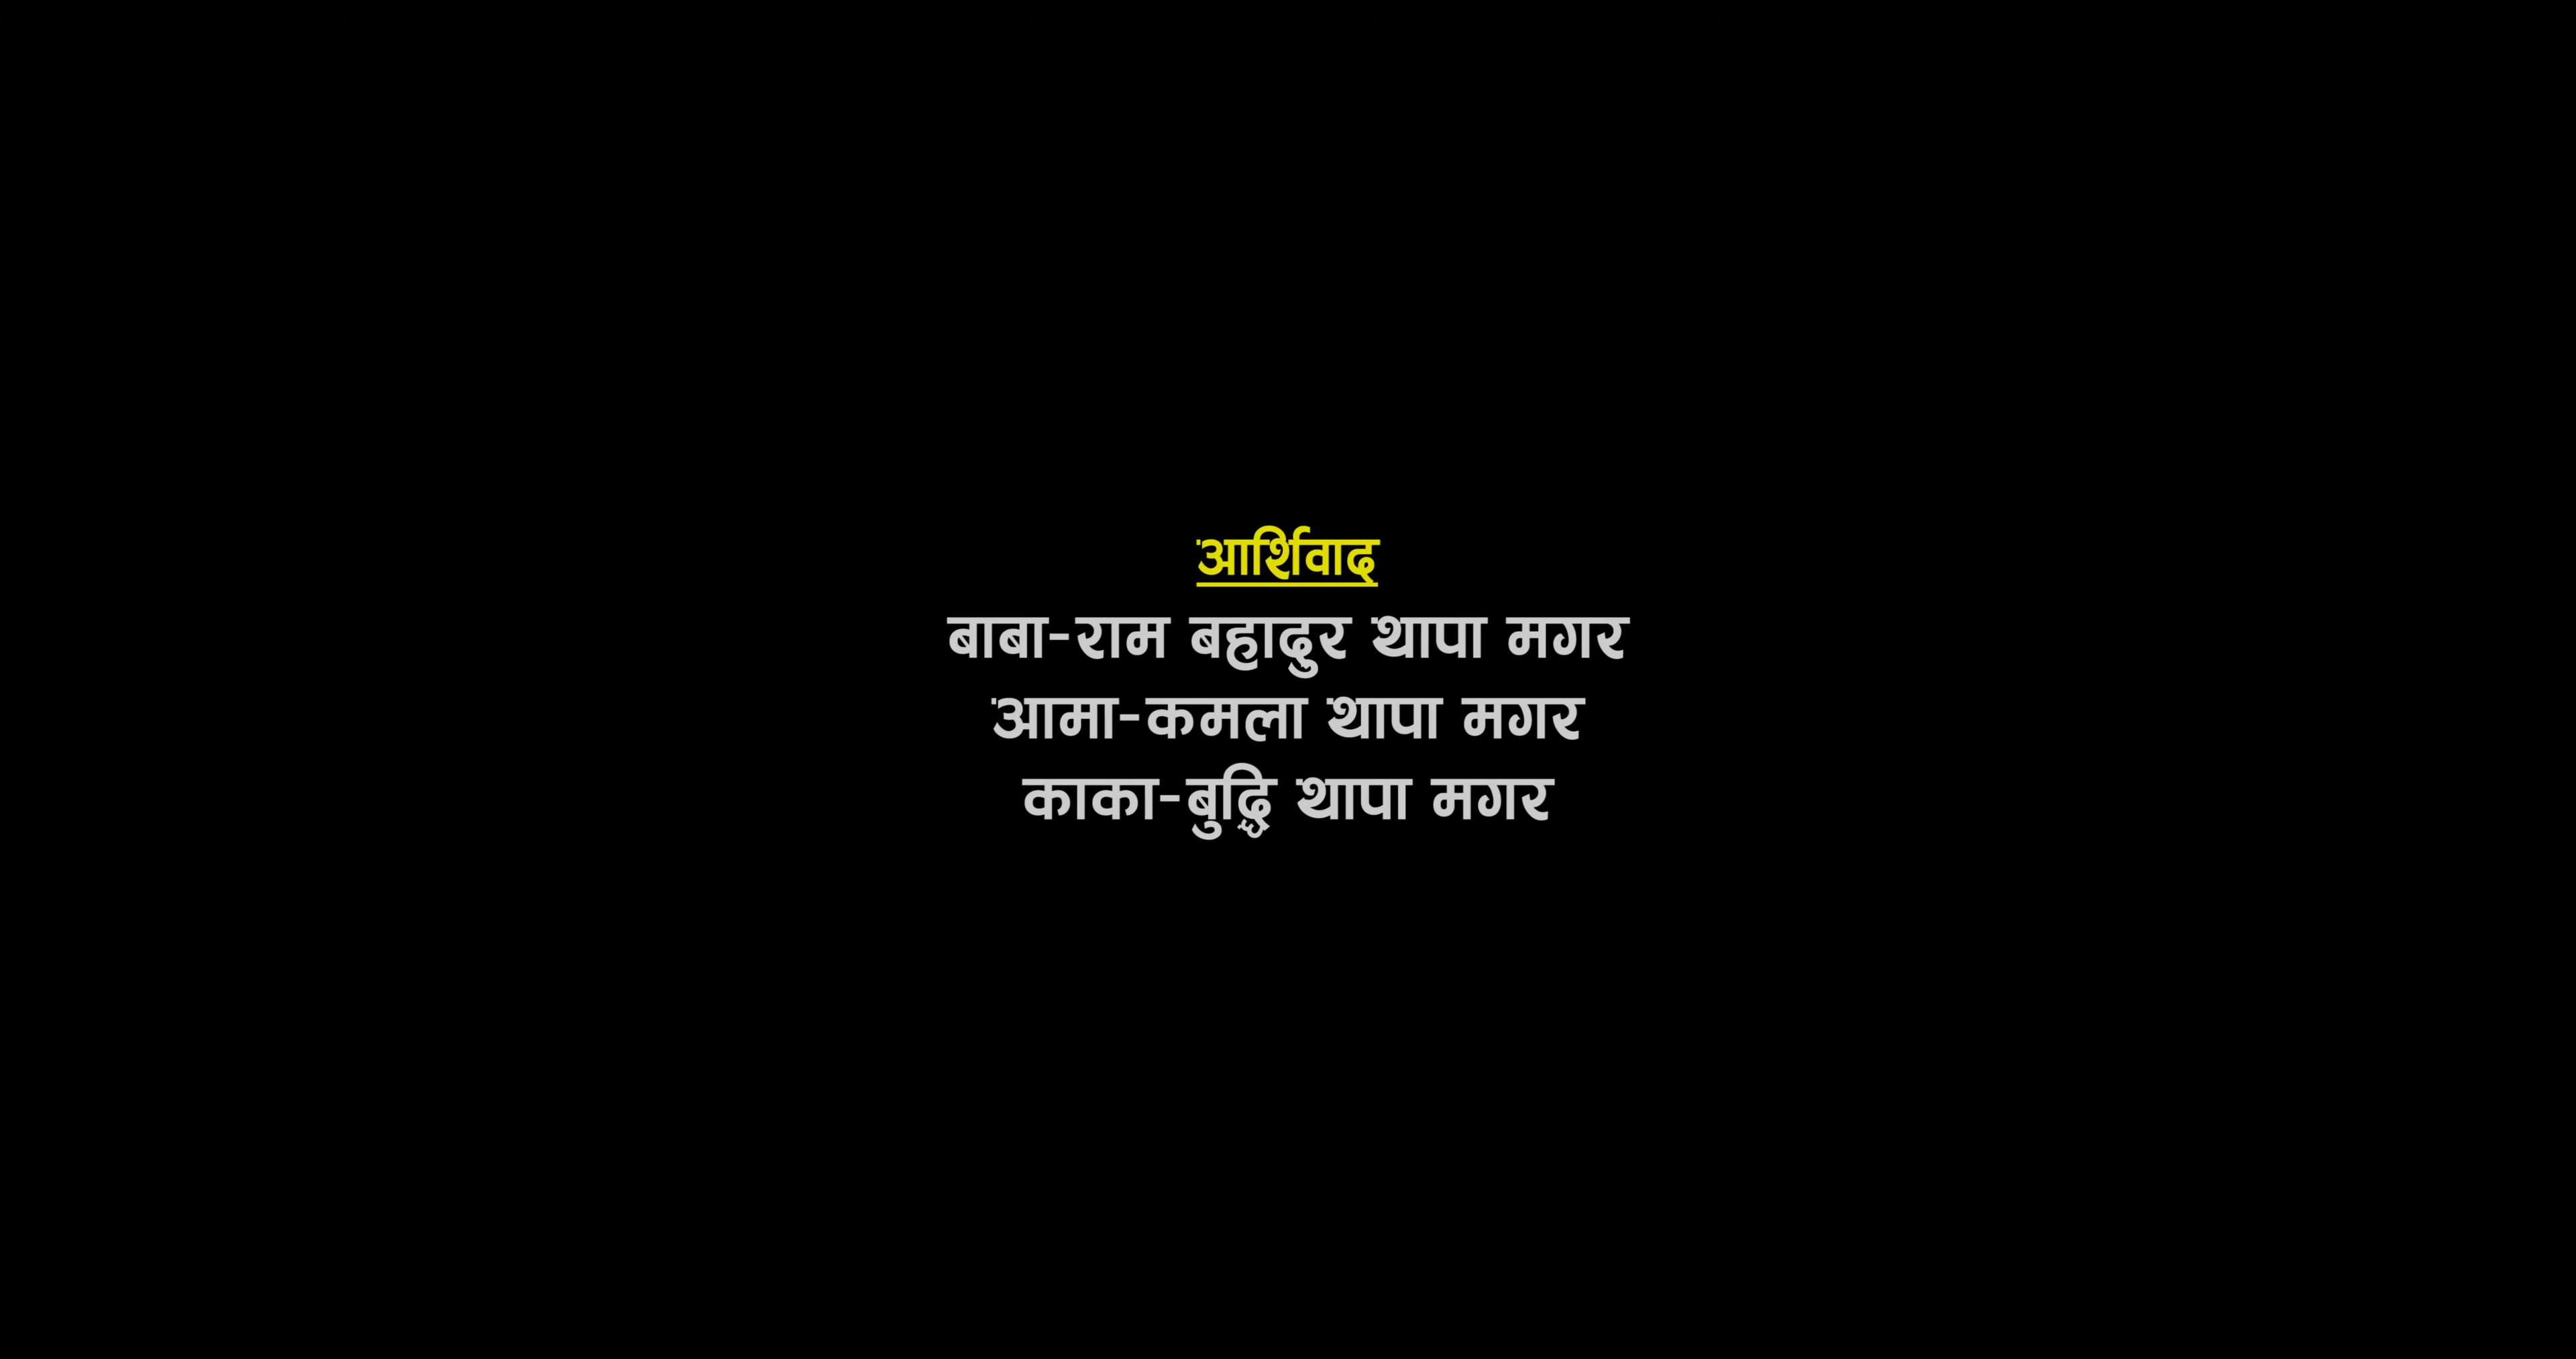 आर्शिवाद
बाबा-राम बहादुर थापा मगर
आमा-कमला थापा मगर
काका-बुद्धि थापा मगर